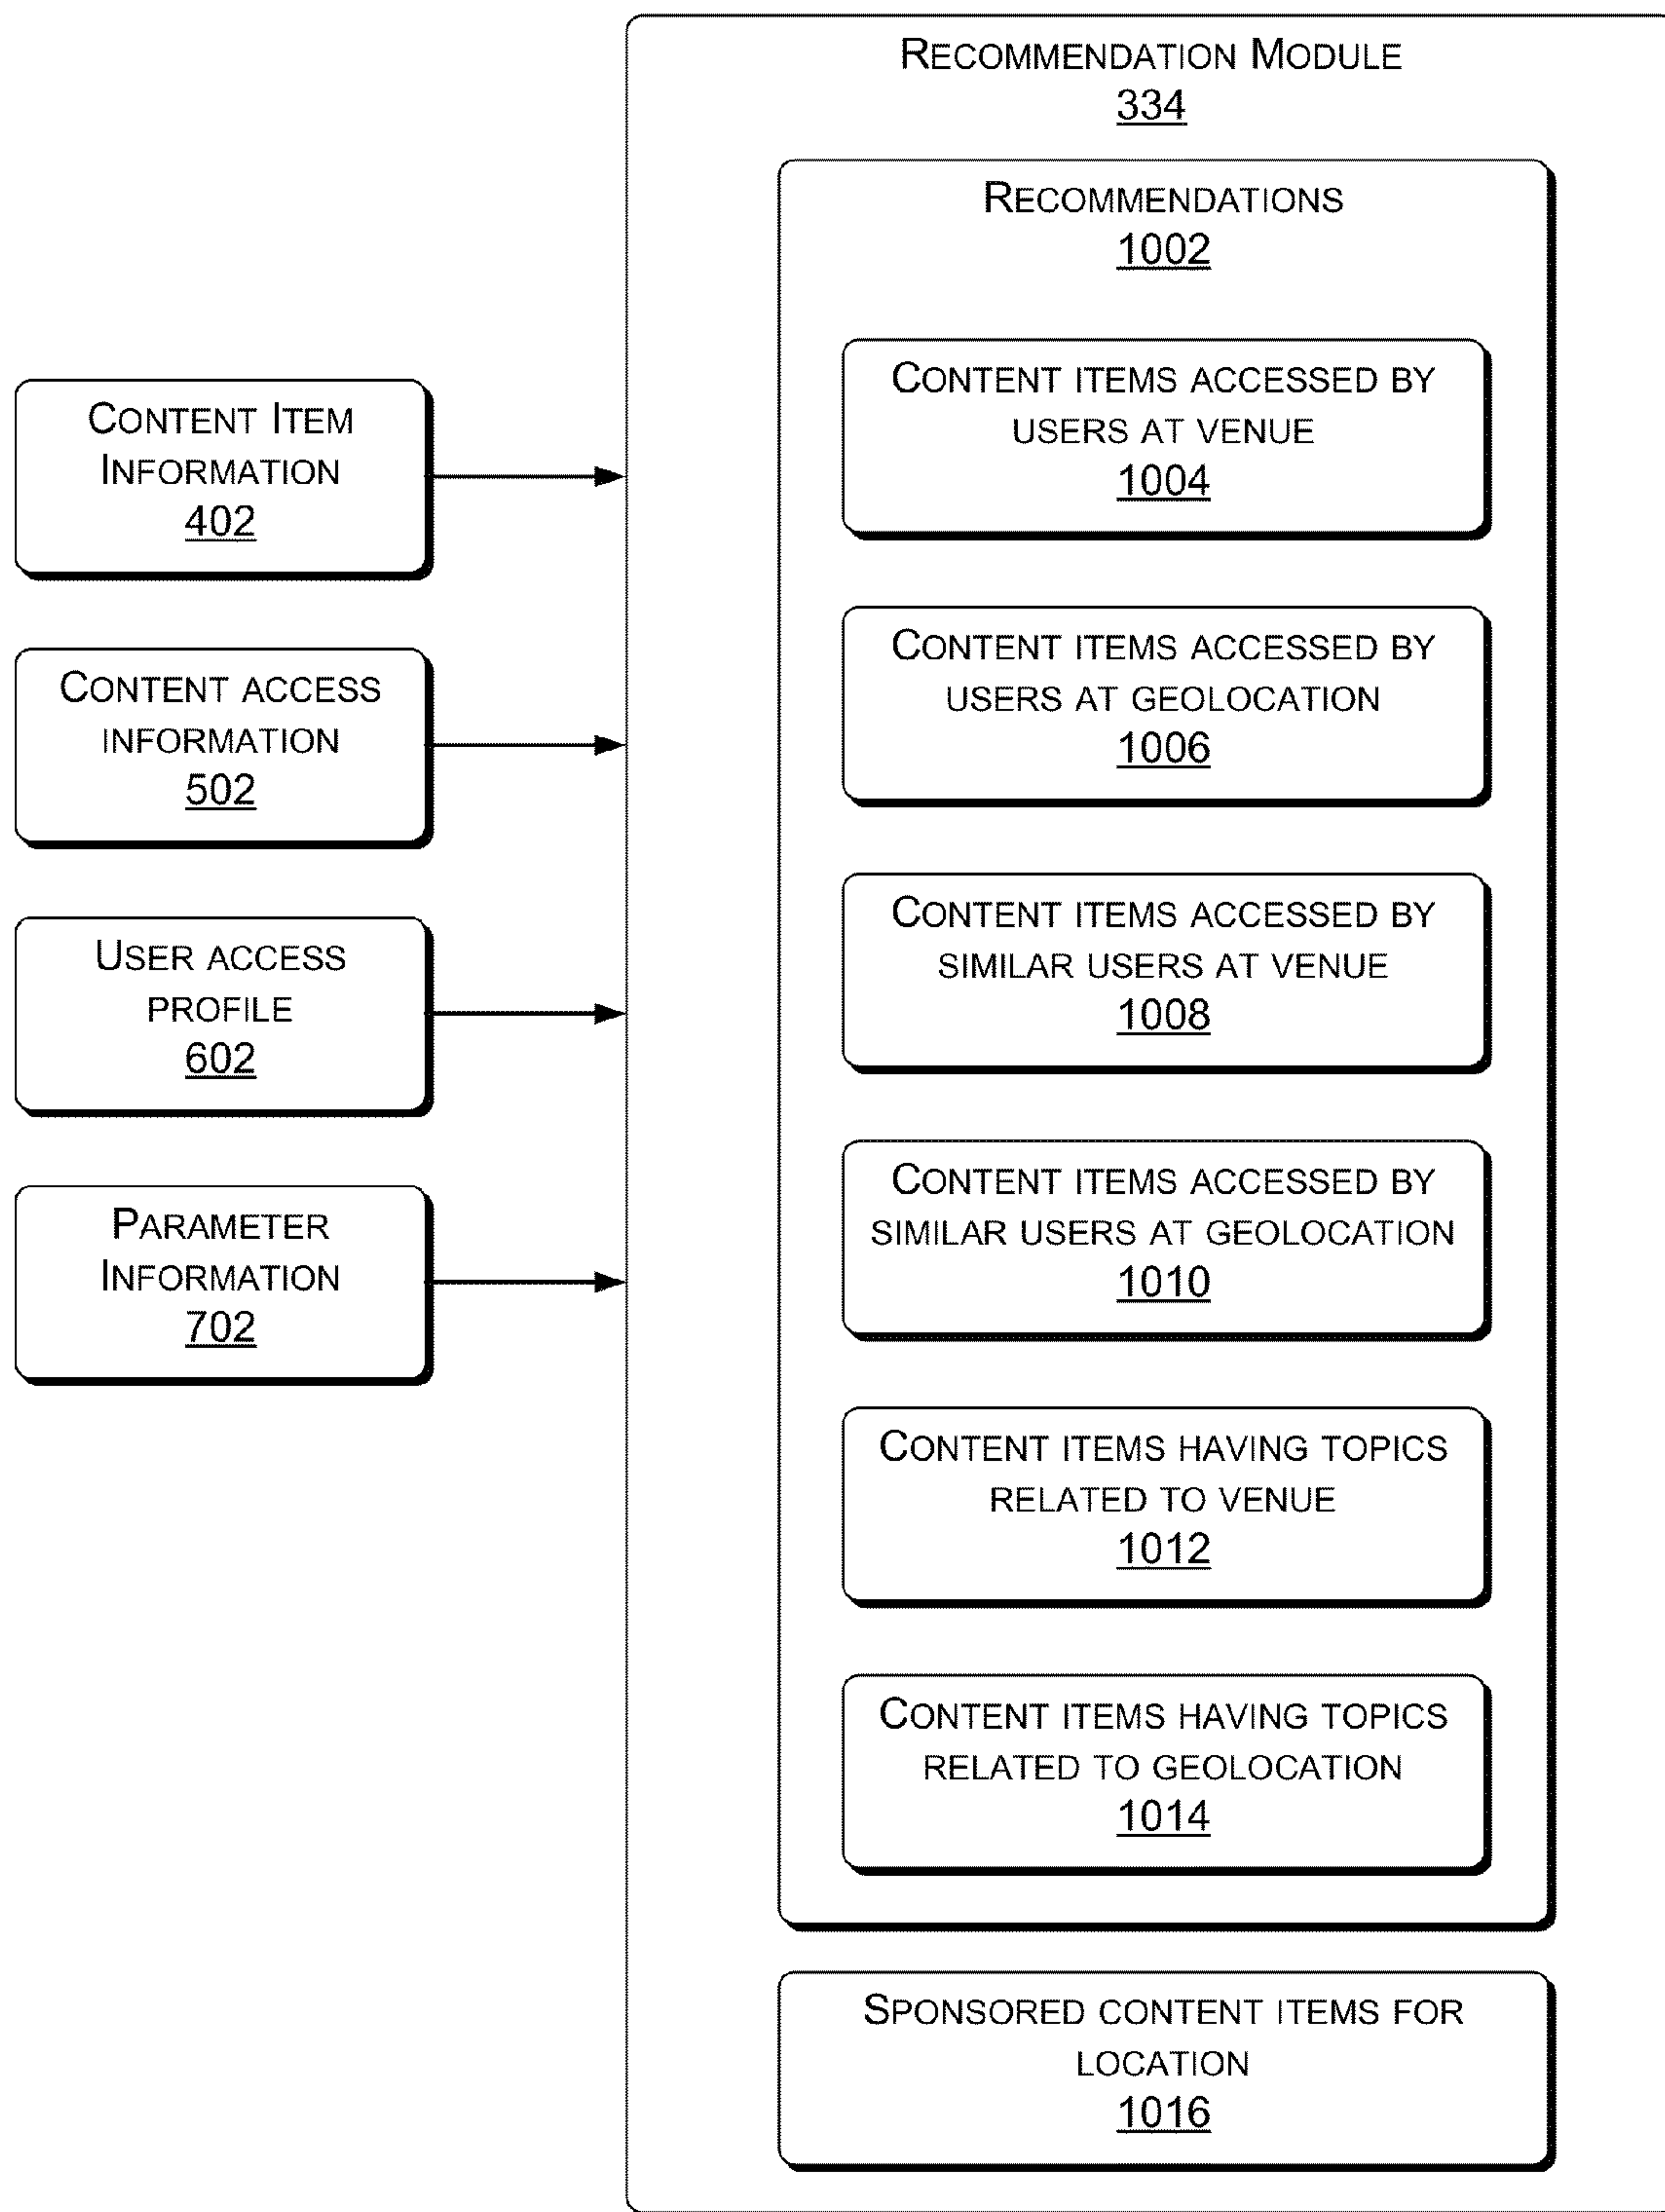 RECOMMENDATION MODULE
334
RECOMMENDATIONS
1002
CONTENT ITEMS ACCESSED BY
USERS AT VENUE
1004
CONTENT ITEMS ACCESSED BY
USERS AT GEOLOCATION
1006
CONTENT ITEMS ACCESSED BY
SIMILAR USERS AT VENUE
1008
CONTENT ITEMS ACCESSED BY
SIMILAR USERS AT GEOLOCATION
1010
CONTENT ITEMS HAVING TOPICS
RELATED TO VENUE
1012
CONTENT ITEMS HAVING TOPICS
RELATED TO GEOLOCATION
1014
SPONSORED CONTENT ITEMS FOR
LOCATION
1016
CONTENT ITEM
INFORMATION
402
CONTENT ACCESS
INFORMATION
502
USER ACCESS
PROFILE
602
PARAMETER
INFORMATION
702